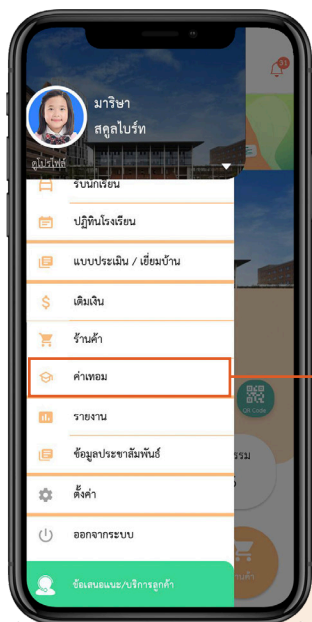 31
มาริษา
สคูลไบร์ท
ดูโปรไฟล์
รับนักเรียน
ปฏิทินโรงเรียน
แบบประเมิน / เยี่ยมบ้าน
เติมเงิน
ร้านค้า
ค่าเทอม
QR Code
รายงาน
ข้อมูลประชาสัมพันธ์
ตั้งค่า
ออกจากระบบ
ข้อเสนอแนะ/บริการลูกค้า